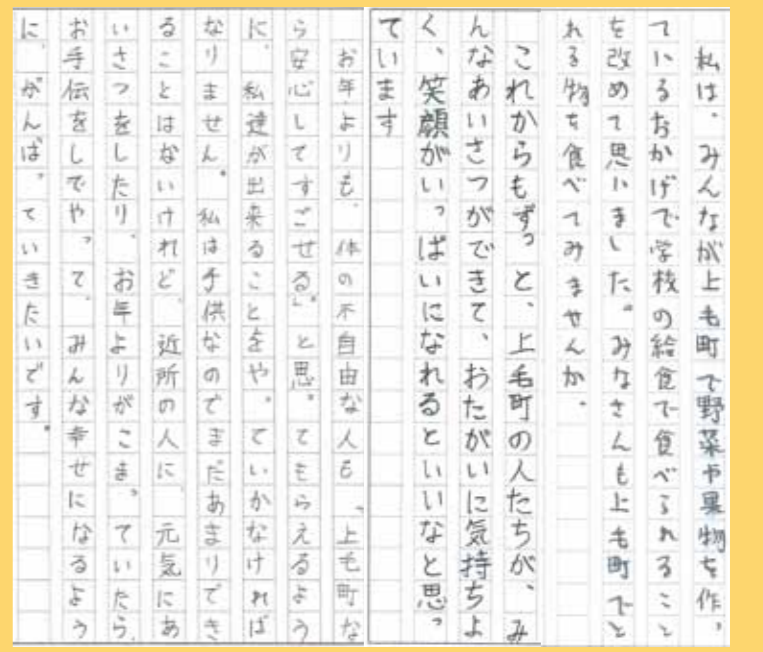 私は、みんなが上毛町で野菜や果物を作っ
ているおかげで学校の給食で食べられること
を改めて思いました。みなさんも上毛町でと
れる物を食べてみませんか。
これからもずっと、上毛町の人たちが、み
んなあいさつができて、おたがいに気持ちよ
く、笑顔がいっぱいになれるといいなと思っ
ています
お年よりも、体の不自由な人も、「上毛町な
ら安心してすごせる。」と思ってもらえるよう
に、私達が出来ることをやっていかなければ
なりません。私は子供なのでまだあまりでき
ることはないけれど、近所の人に、元気にあ
いさつをしたり、お年よりがこまっていたら、
お手伝をしでやって、みんな幸せになるよう
に、がんばっていきたいです。